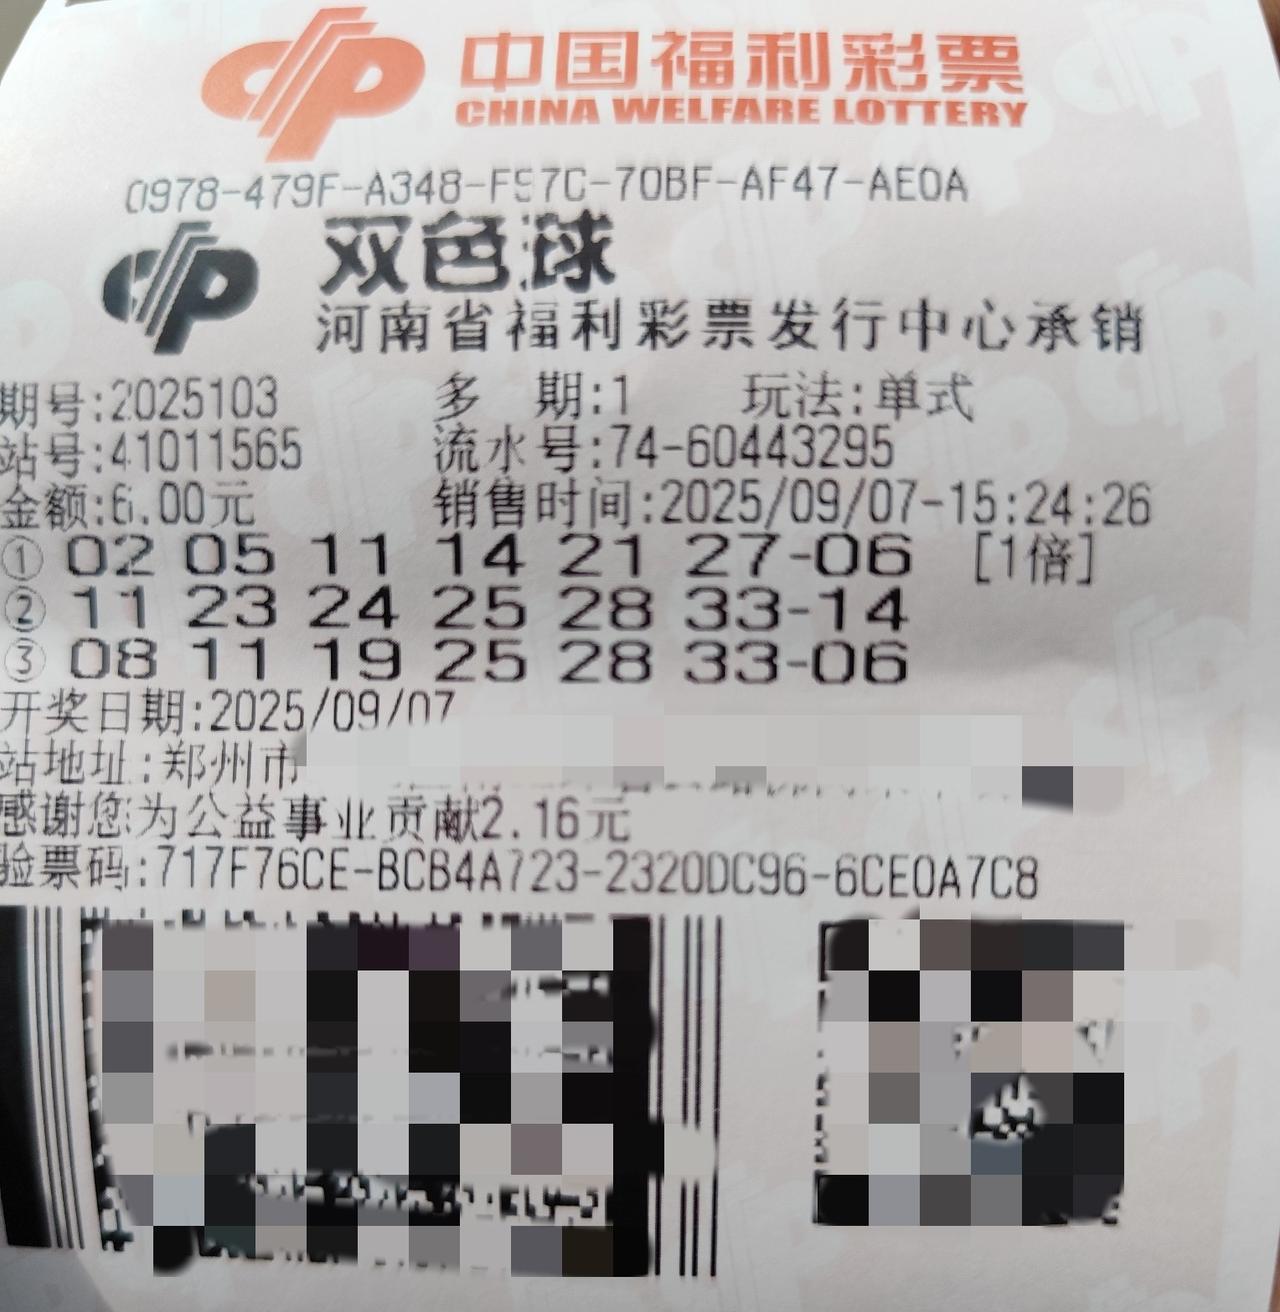 中国福利彩票
CHINA WELFARE LOTTERY
0978-479F-A348-F97C-70BF-AF47-AE0A
双色球
河南省福利彩票发行中心承销
期号:2025103 多 期:1 玩法:单式
站号:41011565 流水号:74-60443295
金额:6.00元 销售时间:2025/09/07-15:24:26
① 02 05 11 14 21 27-06 [1倍]
② 11 23 24 25 28 33-14
③ 08 11 19 25 28 33-06
开奖日期:2025/09/07
站地址:郑州市
感谢您为公益事业贡献2.16元
验票码:717F76CE-BCB4A723-2320DC96-6CE0A7C8